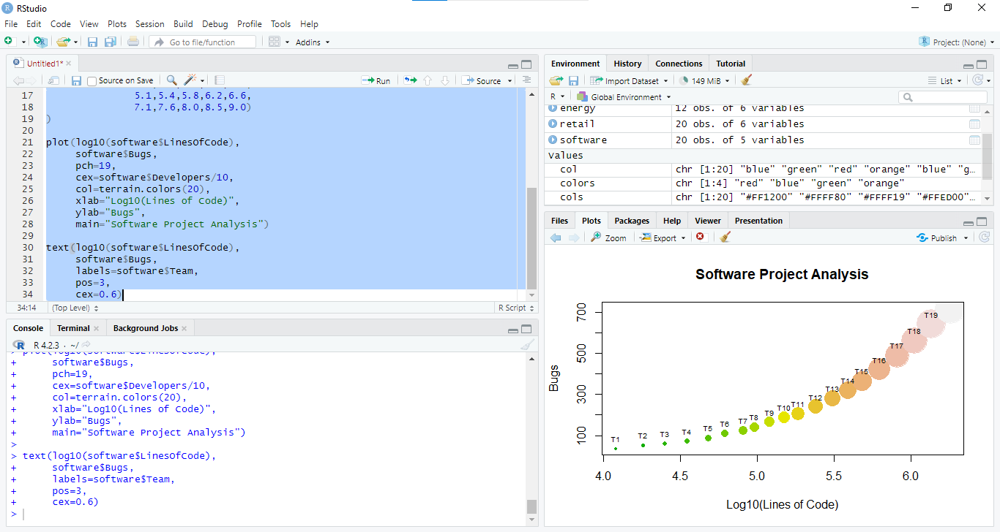 RStudio
File Edit Code View Plots Session Build Debug Profile Tools Help
Go to file/function Addins Project: (None)
Untitled1*
Source on Save Run Source
17 5.1,5.4,5.8,6.2,6.6,
18 7.1,7.6,8.0,8.5,9.0)
19 )
20
21 plot(log10(software$LinesOfCode),
22 software$Bugs,
23 pch=19,
24 cex=software$Developers/10,
25 col=terrain.colors(20),
26 xlab="Log10(Lines of Code)",
27 ylab="Bugs",
28 main="Software Project Analysis")
29
30 text(log10(software$LinesOfCode),
31 software$Bugs,
32 labels=software$Team,
33 pos=3,
34 cex=0.6)
34:14 (Top Level) R Script
Console Terminal Background Jobs
R 4.2.3 · ~/
> plot(log10(software$LinesOfCode),
+ software$Bugs,
+ pch=19,
+ cex=software$Developers/10,
+ col=terrain.colors(20),
+ xlab="Log10(Lines of Code)",
+ ylab="Bugs",
+ main="Software Project Analysis")
>
> text(log10(software$LinesOfCode),
+ software$Bugs,
+ labels=software$Team,
+ pos=3,
+ cex=0.6)
>
Environment History Connections Tutorial
Import Dataset 149 MiB List
R Global Environment
energy 12 obs. of 6 variables
retail 20 obs. of 6 variables
software 20 obs. of 5 variables
Values
col chr [1:20] "blue" "green" "red" "orange" "blue" "g…
colors chr [1:4] "red" "blue" "green" "orange"
cols chr [1:20] "#FF1200" "#FFFF80" "#FFFF19" "#FFED00"…
Files Plots Packages Help Viewer Presentation
Zoom Export Publish
Software Project Analysis
Bugs
700
500
300
100
T1 T2 T3 T4 T5 T6 T7 T8 T9 T10 T11 T12 T13 T14 T15 T16 T17 T18 T19
4.0 4.5 5.0 5.5 6.0
Log10(Lines of Code)